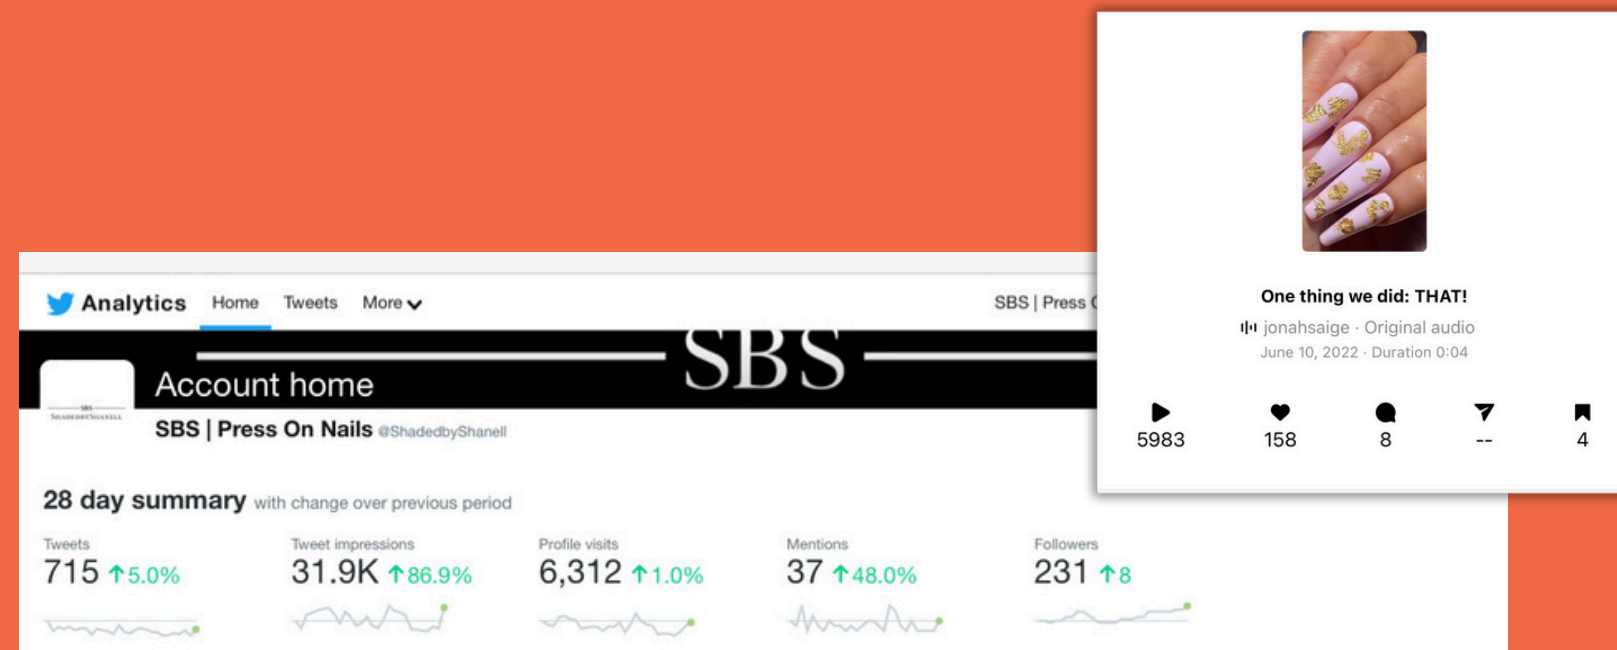 One thing we did: THAT!
jonahsaige · Original audio
June 10, 2022 · Duration 0:04
5983 158 8 -- 4
Analytics Home Tweets More SBS | Press
SBS
Account home
SBS
SHADEDBYSHANELL
SBS | Press On Nails @ShadedbyShanell
28 day summary with change over previous period
Tweets Tweet impressions Profile visits Mentions Followers
715 ↑5.0% 31.9K ↑86.9% 6,312 ↑1.0% 37 ↑48.0% 231 ↑8